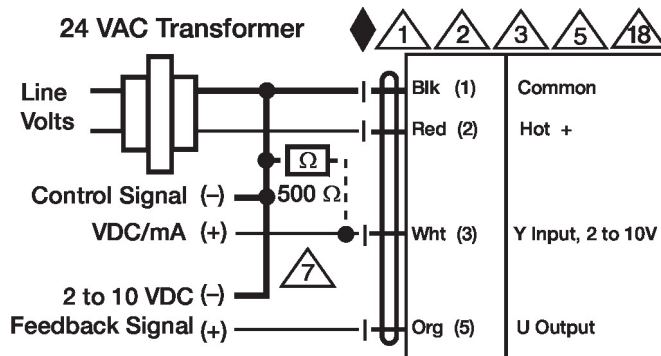 24 VAC Transformer
1 2 3 5 18
Line
Volts
Blk (1) Common
Red (2) Hot +
Ω
500 Ω
Control Signal (–)
VDC/mA (+)
Wht (3) Y Input, 2 to 10V
7
2 to 10 VDC (–)
Feedback Signal (+)
Org (5) U Output